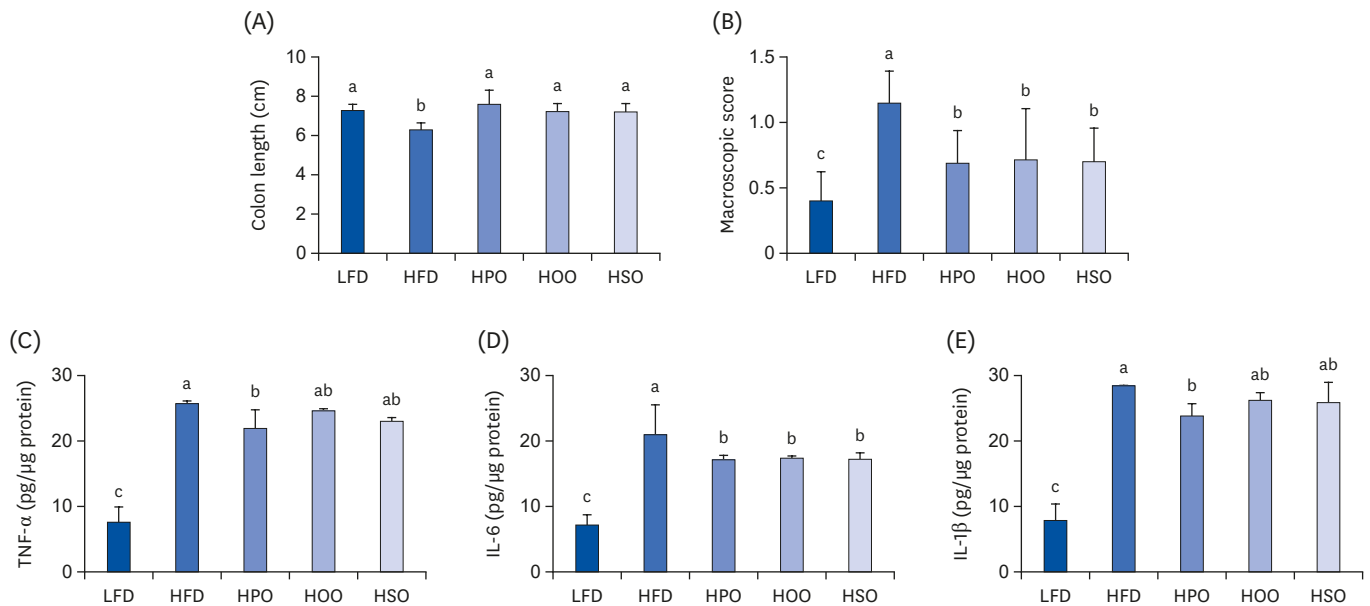 (A)
Colon length (cm)
10
8
6
4
2
0
a
b
a
a
a
LFD
HFD
HPO
HOO
HSO
(B)
Macroscopic score
1.5
1.0
0.5
0
c
a
b
b
b
LFD
HFD
HPO
HOO
HSO
(C)
TNF-α (pg/µg protein)
30
20
10
0
c
a
b
ab
ab
LFD
HFD
HPO
HOO
HSO
(D)
IL-6 (pg/µg protein)
30
20
10
0
c
a
b
b
b
LFD
HFD
HPO
HOO
HSO
(E)
IL-1β (pg/µg protein)
30
20
10
0
c
a
b
ab
ab
LFD
HFD
HPO
HOO
HSO